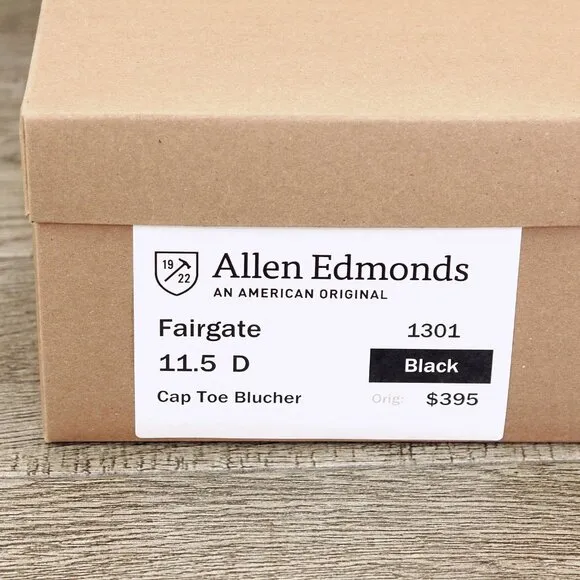 19
22
Allen Edmonds
AN AMERICAN ORIGINAL
Fairgate 1301
11.5 D Black
Cap Toe Blucher Orig: $395